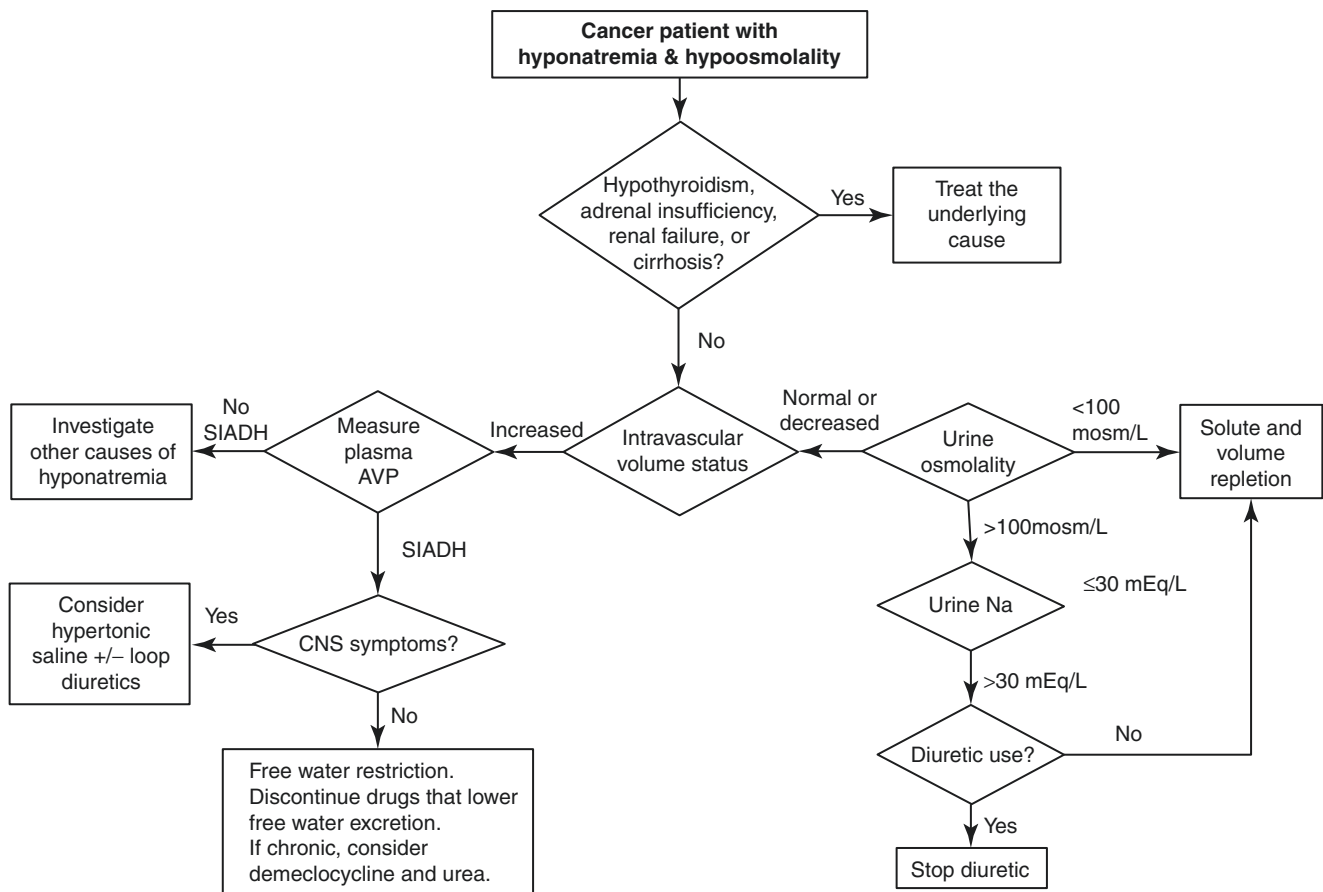 Cancer patient with
hyponatremia & hypoosmolality
Hypothyroidism,
adrenal insufficiency,
renal failure, or
cirrhosis?
Yes
Treat the
underlying
cause
No
Investigate
other causes of
hyponatremia
No
SIADH
Measure
plasma
AVP
Increased
Intravascular
volume status
Normal or
decreased
Urine
osmolality
<100
mosm/L
Solute and
volume
repletion
SIADH
>100mosm/L
Consider
hypertonic
saline +/– loop
diuretics
Yes
CNS symptoms?
Urine Na
≤30 mEq/L
No
>30 mEq/L
Free water restriction.
Discontinue drugs that lower
free water excretion.
If chronic, consider
demeclocycline and urea.
Diuretic use?
No
Yes
Stop diuretic